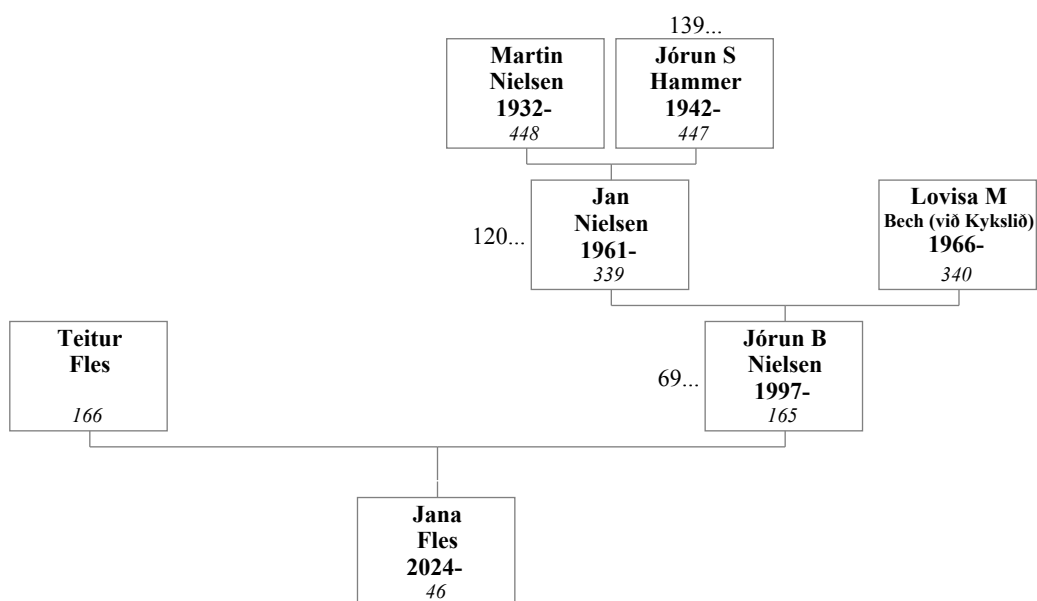 139...
Martin
Nielsen
1932-
448
Jórun S
Hammer
1942-
447
120...
Jan
Nielsen
1961-
339
Lovisa M
Bech (við Kykslið)
1966-
340
Teitur
Fles
166
69...
Jórun B
Nielsen
1997-
165
Jana
Fles
2024-
46